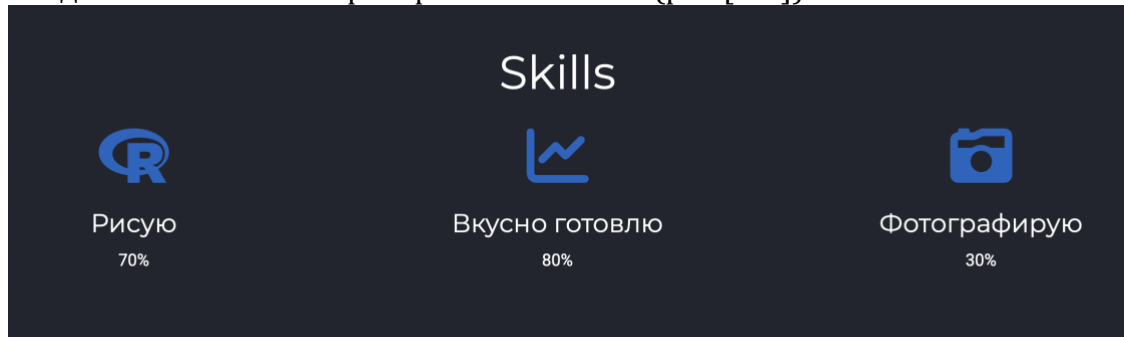 Skills
Рисую
Вкусно готовлю
Фотографирую
70%
80%
30%